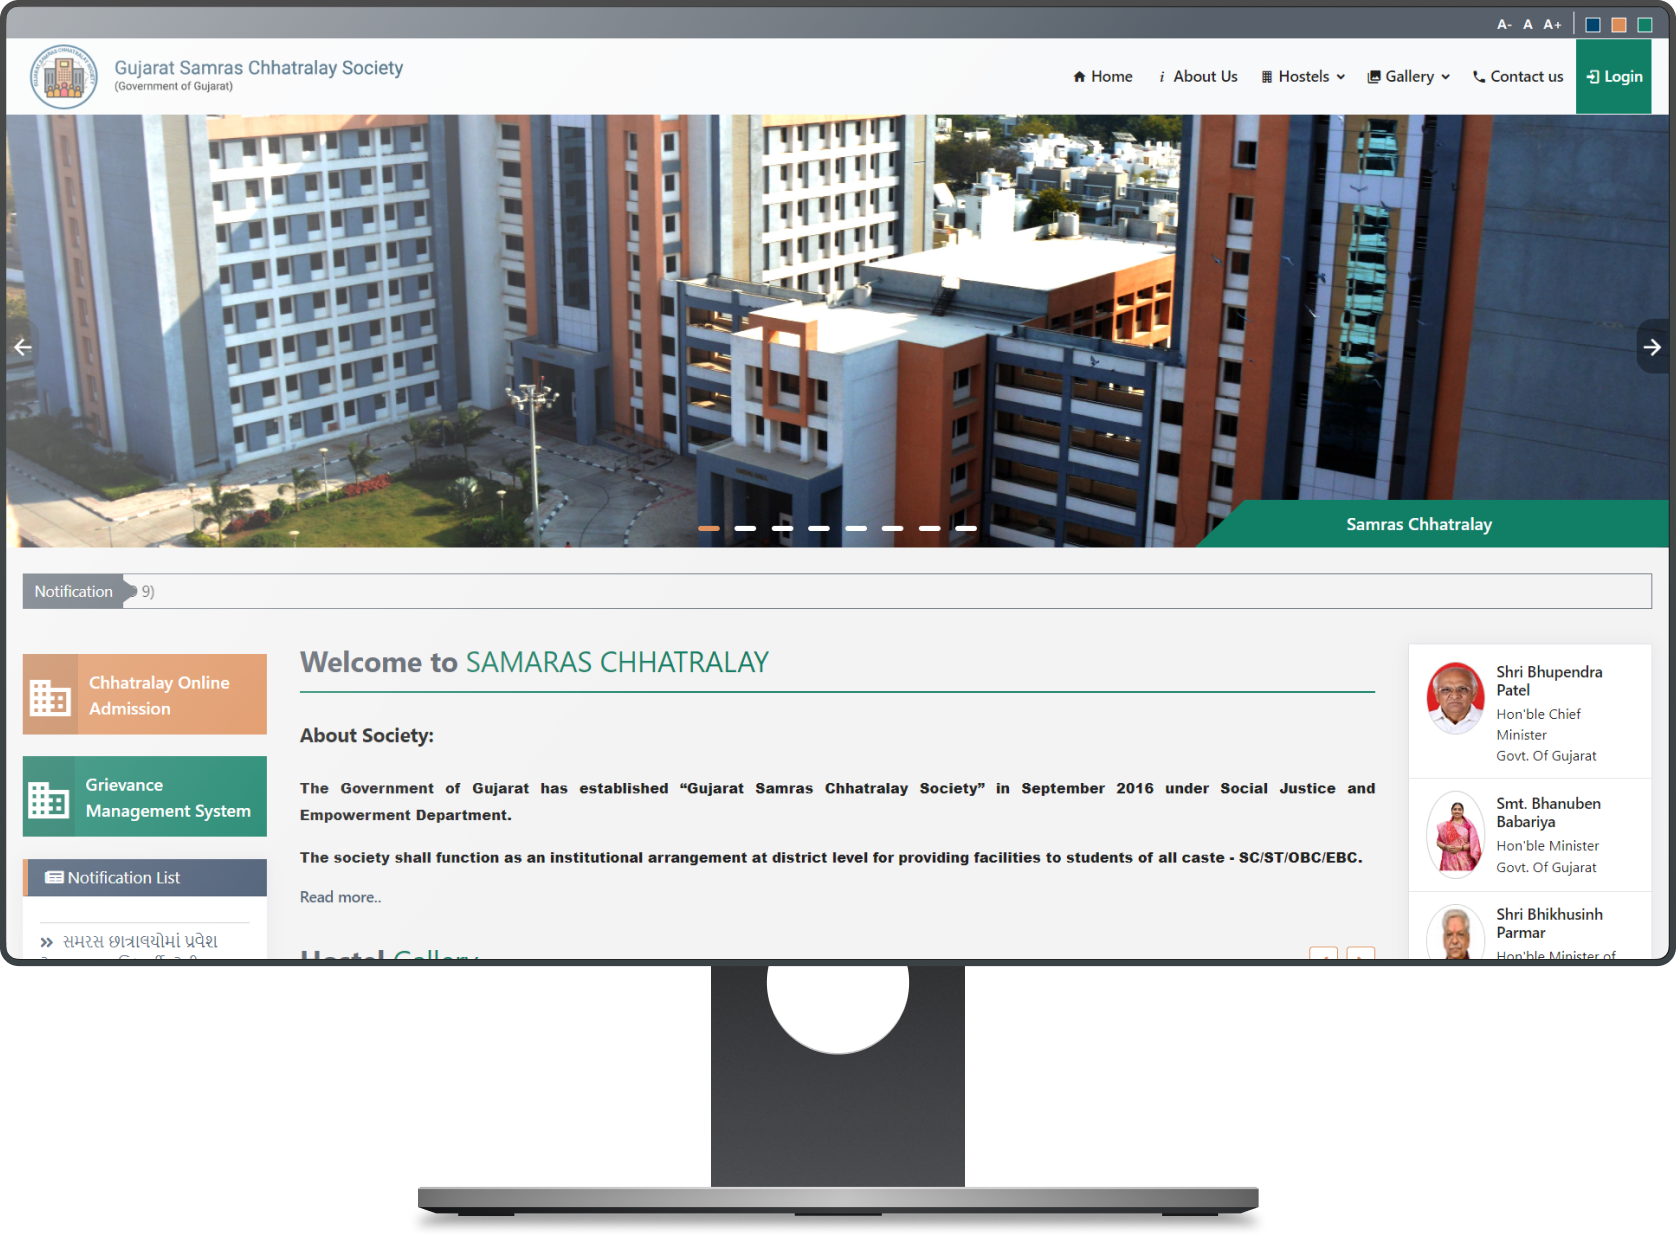 A- A A+
Gujarat Samras Chhatralay Society
(Government of Gujarat)
Home
i About Us
Hostels
Gallery
Contact us
Login
Samras Chhatralay
Notification
9)
Chhatralay Online
Admission
Grievance
Management System
Notification List
સમરસ છાત્રાલયોમાં પ્રવેશ
Welcome to SAMARAS CHHATRALAY
About Society:
The Government of Gujarat has established “Gujarat Samras Chhatralay Society” in September 2016 under Social Justice and
Empowerment Department.
The society shall function as an institutional arrangement at district level for providing facilities to students of all caste - SC/ST/OBC/EBC.
Read more..
Hostel Gallery
Shri Bhupendra
Patel
Hon'ble Chief
Minister
Govt. Of Gujarat
Smt. Bhanuben
Babariya
Hon'ble Minister
Govt. Of Gujarat
Shri Bhikhusinh
Parmar
Hon'ble Minister of